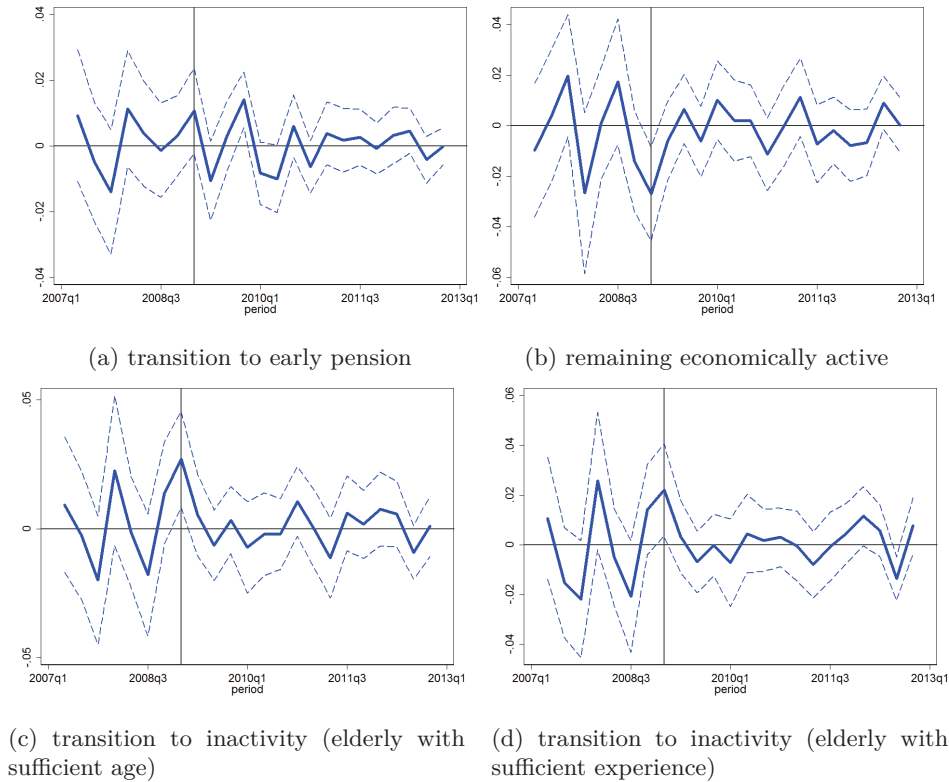 .04
.02
0
-.02
-.04
2007q1 2008q3 2010q1 2011q3 2013q1
period
(a) transition to early pension
.04
.02
0
-.02
-.04
-.06
2007q1 2008q3 2010q1 2011q3 2013q1
period
(b) remaining economically active
.05
0
-.05
2007q1 2008q3 2010q1 2011q3 2013q1
period
(c) transition to inactivity (elderly with
sufficient age)
.06
.04
.02
0
-.02
-.04
2007q1 2008q3 2010q1 2011q3 2013q1
period
(d) transition to inactivity (elderly with
sufficient experience)